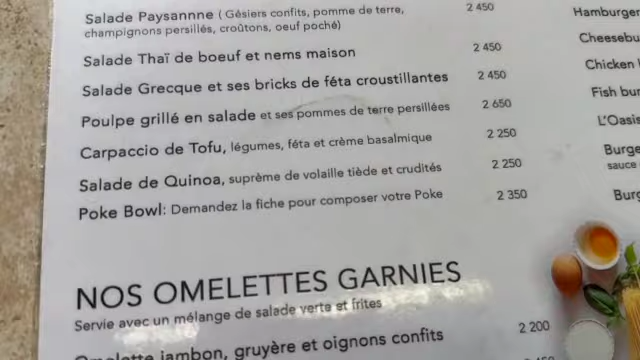 Salade Paysannne ( Gésiers confits, pomme de terre, 2 450
champignons persillés, croûtons, oeuf poché)
Salade Thaï de boeuf et nems maison 2 450
Salade Grecque et ses bricks de féta croustillantes 2 450
Poulpe grillé en salade et ses pommes de terre persillées 2 650
Carpaccio de Tofu, légumes, féta et crème basalmique 2 250
Salade de Quinoa, suprème de volaille tiède et crudités 2 250
Poke Bowl: Demandez la fiche pour composer votre Poke 2 350
NOS OMELETTES GARNIES
Servie avec un mélange de salade verte et frites
Omelette jambon, gruyère et oignons confits 2 200
Hamburger
Cheesebu
Chicken
Fish bur
L'Oasis
Burge
sauce
Burg